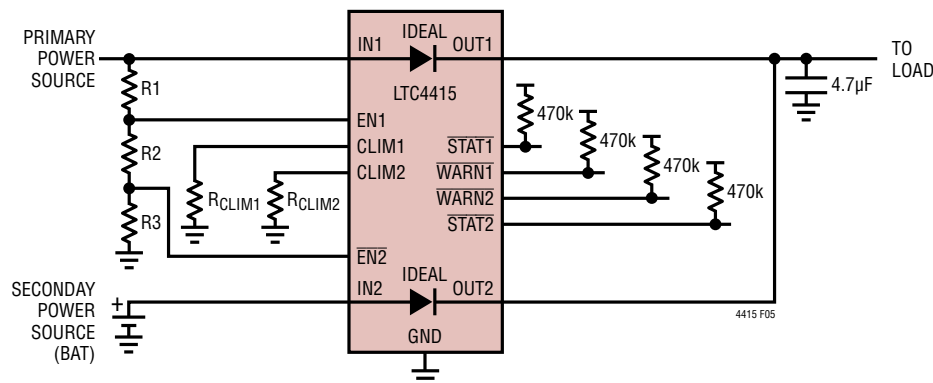 PRIMARY
POWER
SOURCE
R1
R2
R3
IN1
IDEAL
OUT1
LTC4415
EN1
CLIM1
CLIM2
RCLIM1
RCLIM2
STAT1
WARN1
WARN2
STAT2
470k
470k
470k
470k
TO
LOAD
4.7µF
EN2
IDEAL
IN2
OUT2
GND
SECONDAY
POWER
SOURCE
(BAT)
+
4415 F05